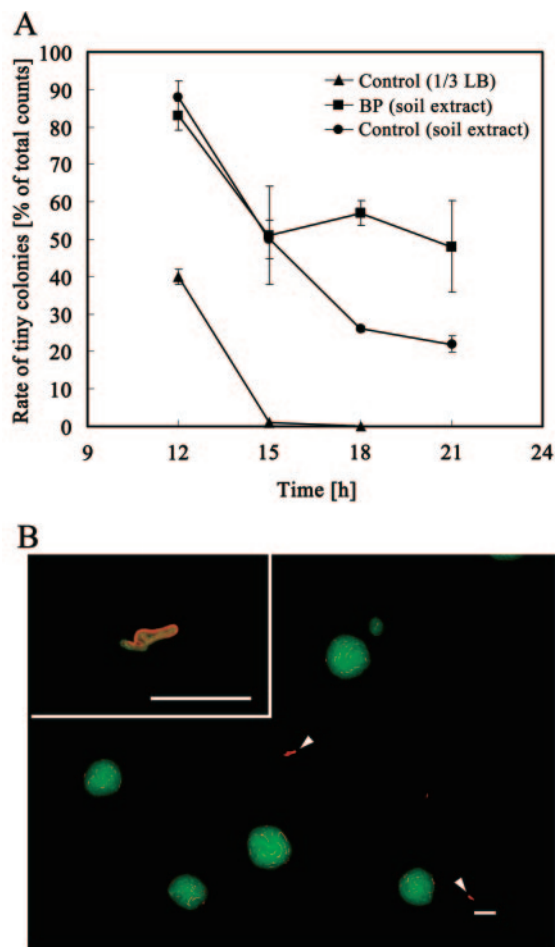 A
Rate of tiny colonies [% of total counts]
100
90
80
70
60
50
40
30
20
10
0
Control (1/3 LB)
BP (soil extract)
Control (soil extract)
9
12
15
18
21
24
Time [h]
B